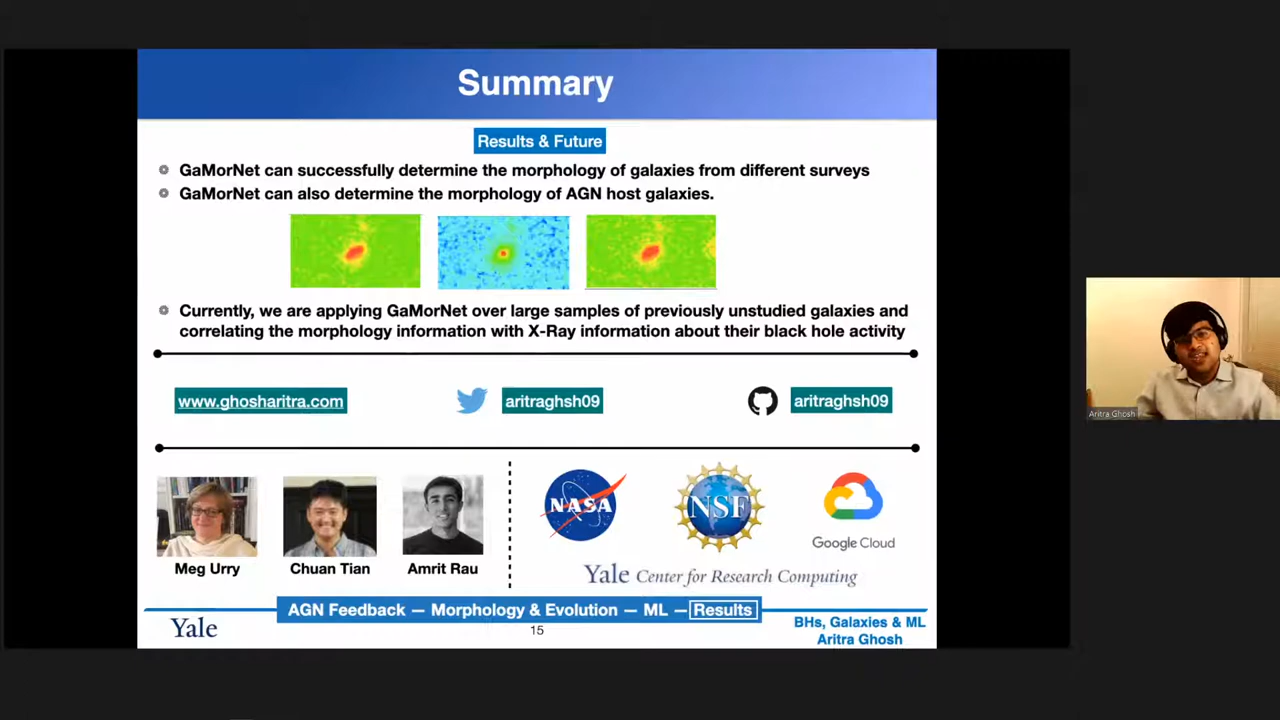 Summary
Results & Future
GaMorNet can successfully determine the morphology of galaxies from different surveys
GaMorNet can also determine the morphology of AGN host galaxies.
Currently, we are applying GaMorNet over large samples of previously unstudied galaxies and
correlating the morphology information with X-Ray information about their black hole activity
www.ghosharitra.com
aritraghsh09
aritraghsh09
Aritra Ghosh
NASA
NSF
Google Cloud
Meg Urry
Chuan Tian
Amrit Rau
Yale Center for Research Computing
AGN Feedback — Morphology & Evolution — ML — Results
Yale
15
BHs, Galaxies & ML
Aritra Ghosh